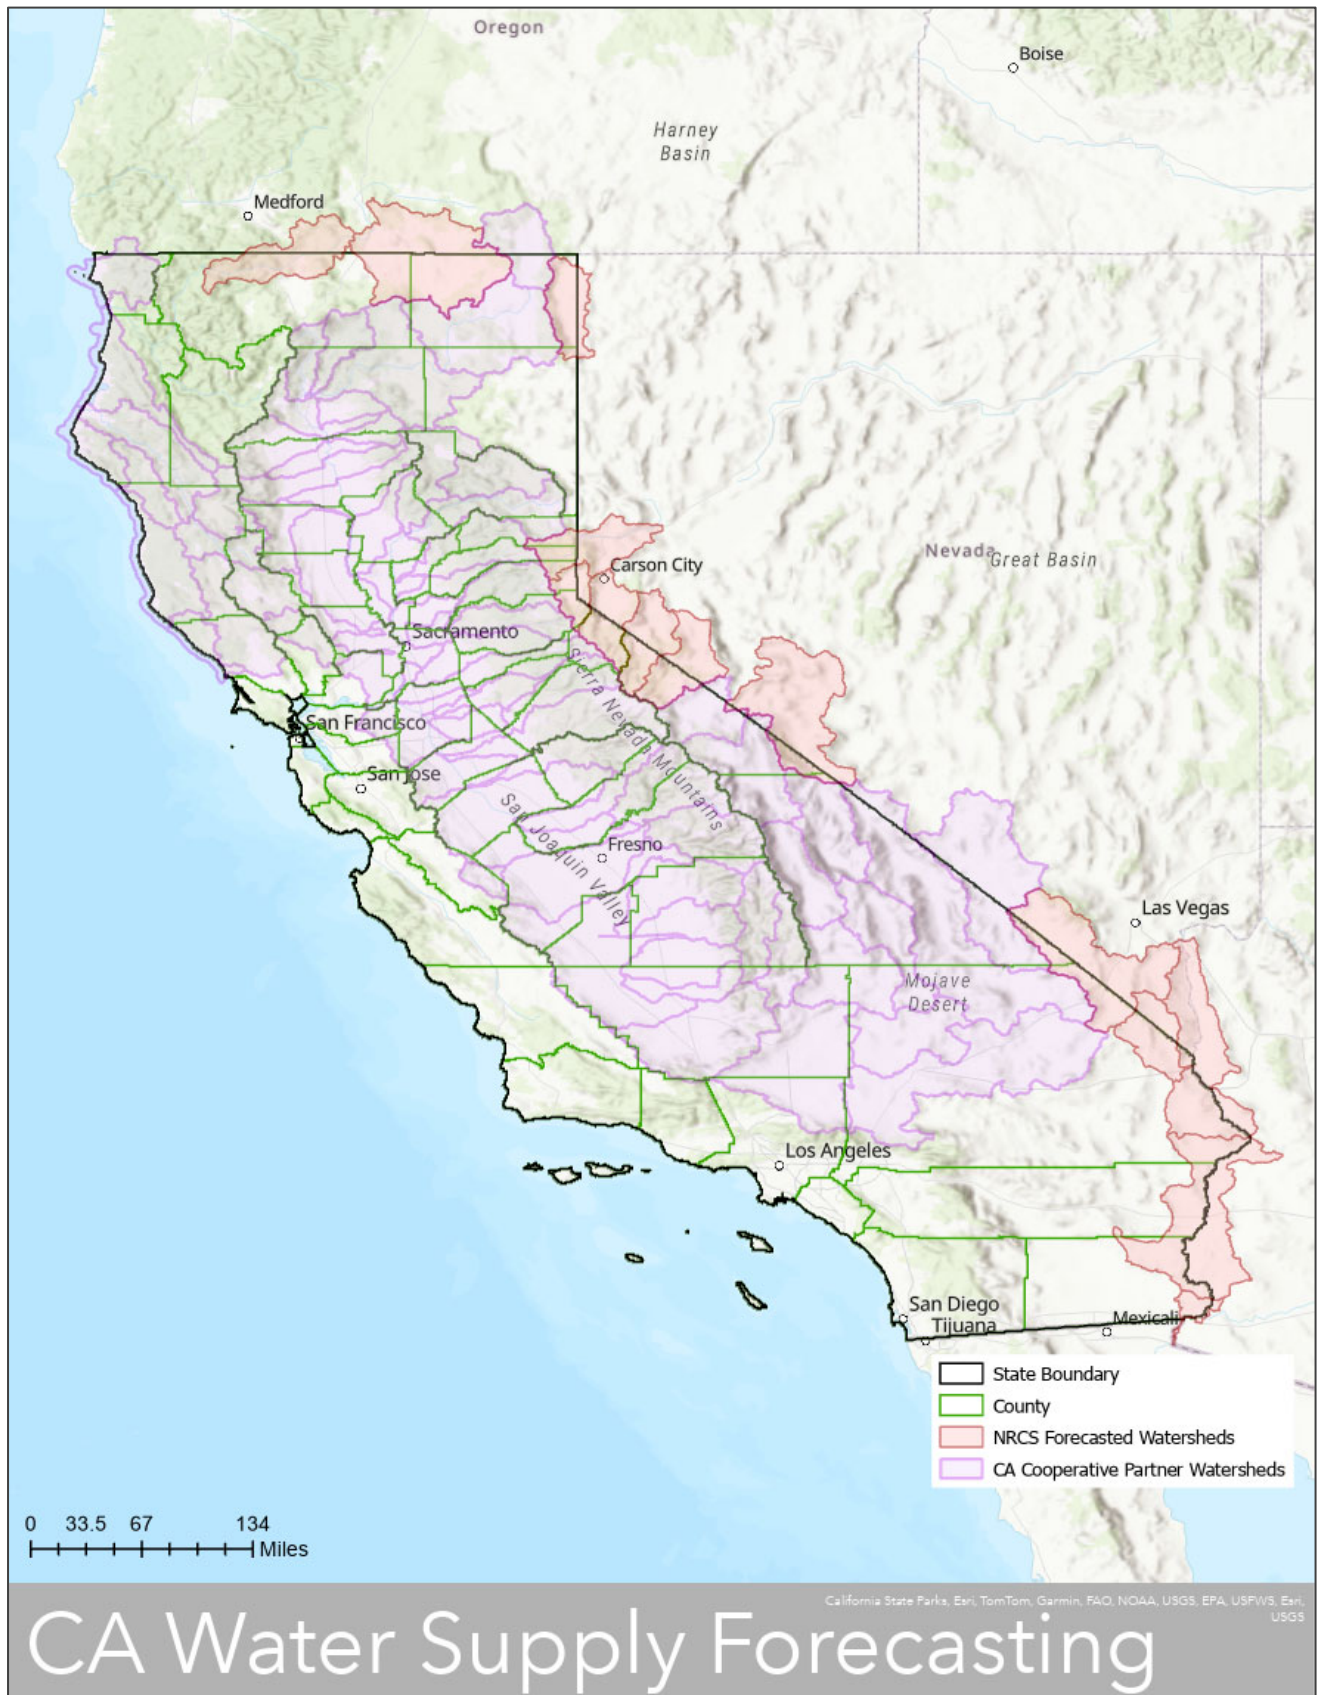 Oregon
Boise
Harney
Basin
Medford
Nevada
Great Basin
Carson City
Sacramento
Sierra Nevada Mountains
San Francisco
San Jose
San Joaquin Valley
Fresno
Las Vegas
Mojave
Desert
Los Angeles
San Diego
Tijuana
Mexicali
State Boundary
County
NRCS Forecasted Watersheds
CA Cooperative Partner Watersheds
0 33.5 67 134
Miles
California State Parks, Esri, TomTom, Garmin, FAO, NOAA, USGS, EPA, USFWS, Esri,
USGS
CA Water Supply Forecasting